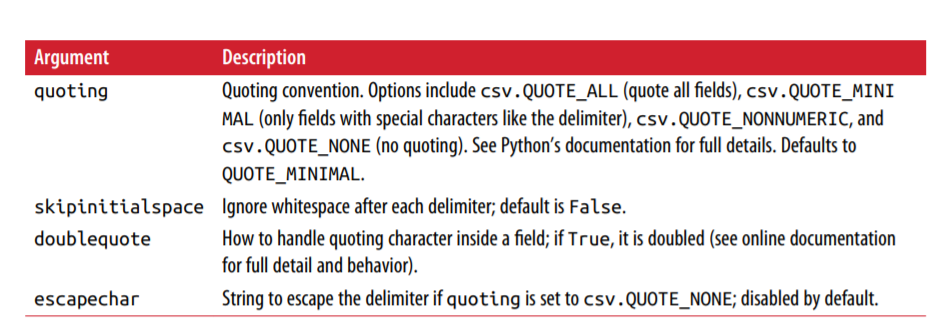 Argument Description
quoting Quoting convention. Options include csv.QUOTE_ALL (quote all fields), csv.QUOTE_MINI
MAL (only fields with special characters like the delimiter), csv.QUOTE_NONNUMERIC, and
csv.QUOTE_NONE (no quoting). See Python’s documentation for full details. Defaults to
QUOTE_MINIMAL.
skipinitialspace Ignore whitespace after each delimiter; default is False.
doublequote How to handle quoting character inside a field; if True, it is doubled (see online documentation
for full detail and behavior).
escapechar String to escape the delimiter if quoting is set to csv.QUOTE_NONE; disabled by default.